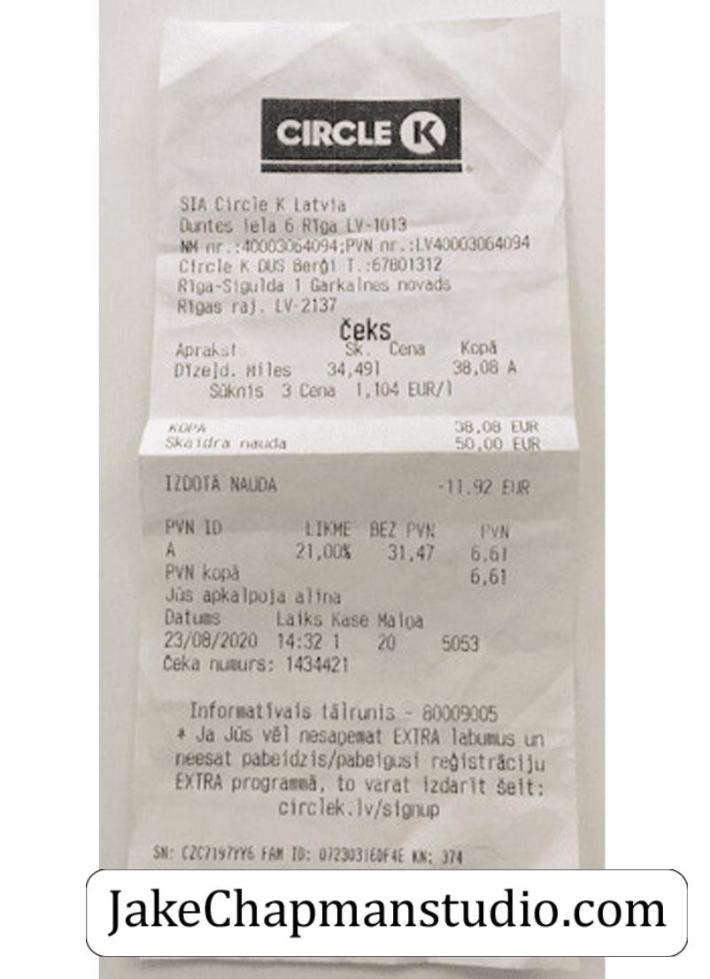 CIRCLE K
SIA Circle K Latvia
Duntes iela 6 Rīga LV-1013
NM nr.:40003064094;PVN nr.:LV40003064094
Circle K DUS Berģi T.:67801312
Rīga-Sigulda 1 Garkalnes novads
Rīgas raj. LV-2137
čeks
Apraksts Sk. Cena Kopā
Dīzeļd. Miles 34,491 38,08 A
Sūknis 3 Cena 1,104 EUR/l
KOPĀ 38,08 EUR
Skaidra nauda 50,00 EUR
IZDOTĀ NAUDA -11.92 EUR
PVN ID LIKME BEZ PVN PVN
A 21,00% 31,47 6,61
PVN kopā 6,61
Jūs apkalpoja alina
Datums Laiks Kase Maiņa
23/08/2020 14:32 1 20 5053
Čeka numurs: 1434421
Informatīvais tālrunis - 80009005
* Ja Jūs vēl nesaņemat EXTRA labumus un
neesat pabeidzis/pabeigusi reģistrāciju
EXTRA programmā, to varat izdarīt šeit:
circlek.lv/signup
SN: CZC7197YY6 FAM ID: 07230316DF4E KN: 374
JakeChapmanstudio.com